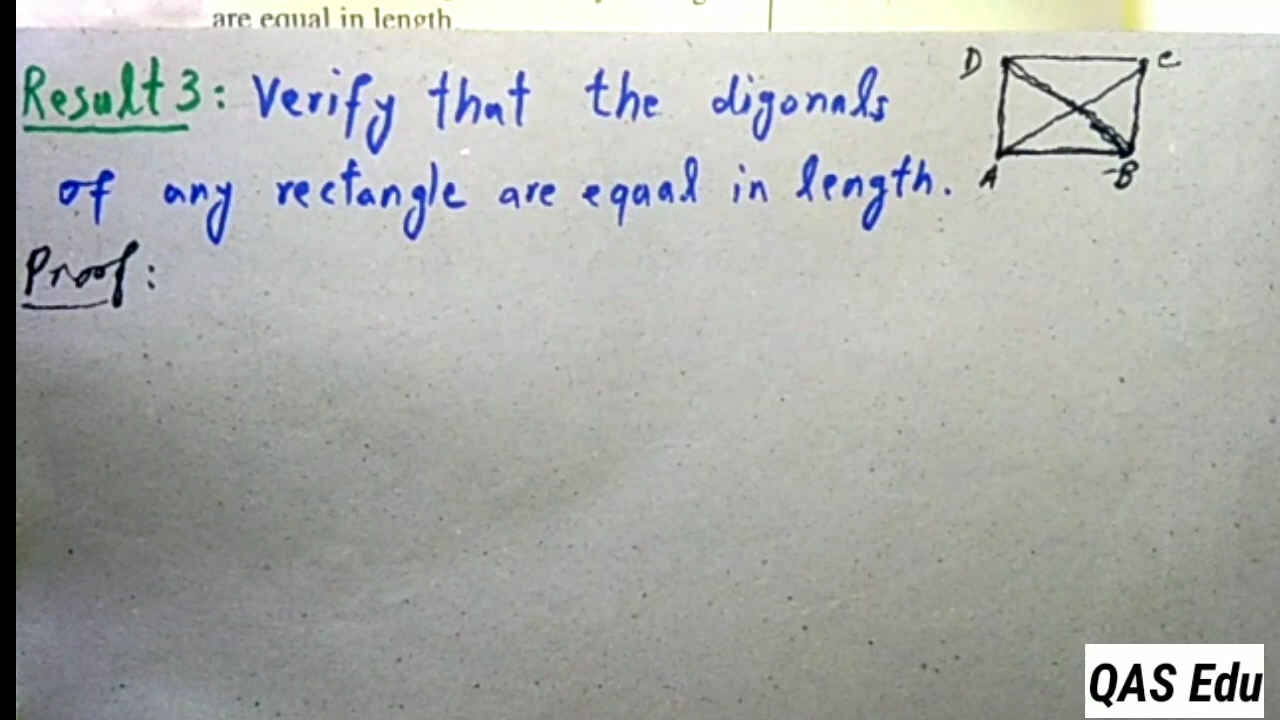 are equal in length.
Result 3: Verify that the digonals
of any rectangle are equal in length.
D C
A B
Proof:
QAS Edu